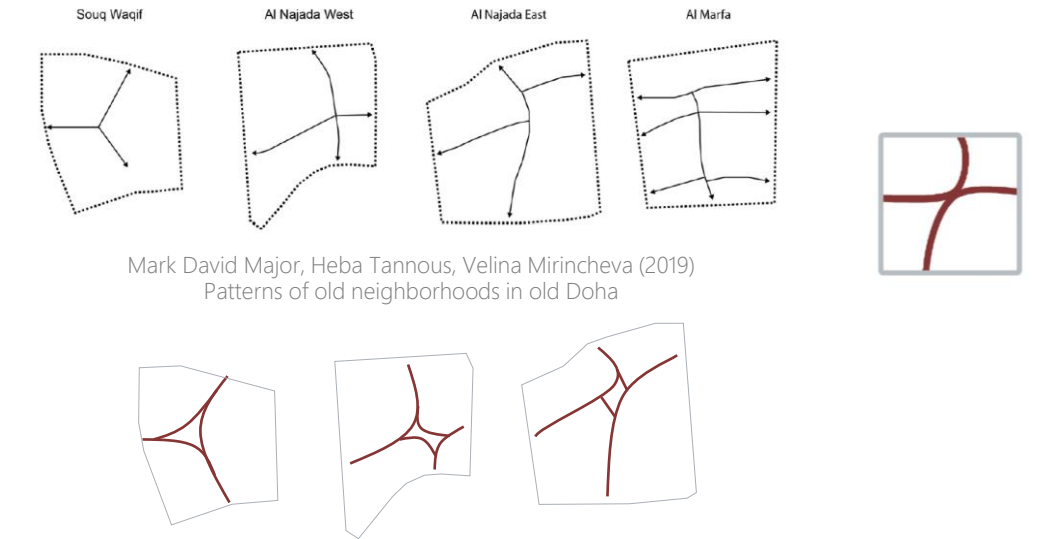 Souq Waqif
Al Najada West
Al Najada East
Al Marfa
Mark David Major, Heba Tannous, Velina Mirincheva (2019)
Patterns of old neighborhoods in old Doha